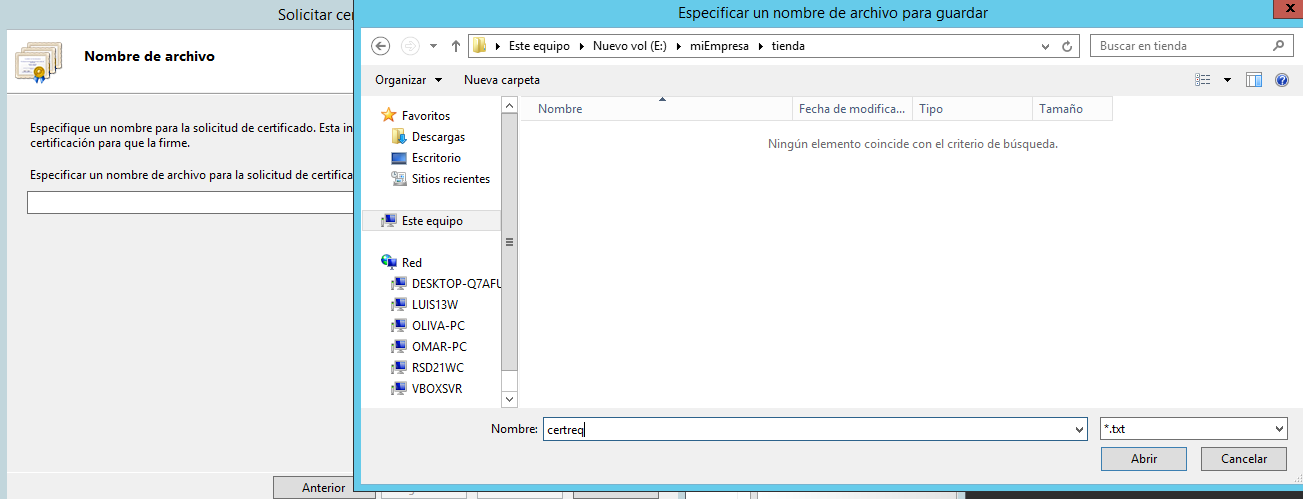 Solicitar cer
Nombre de archivo
Especifique un nombre para la solicitud de certificado. Esta in
certificación para que la firme.
Especificar un nombre de archivo para la solicitud de certifica
Anterior
Especificar un nombre de archivo para guardar
x
Este equipo Nuevo vol (E:) miEmpresa tienda
Buscar en tienda
Organizar Nueva carpeta
Favoritos
Descargas
Escritorio
Sitios recientes
Este equipo
Red
DESKTOP-Q7AFU
LUIS13W
OLIVA-PC
OMAR-PC
RSD21WC
VBOXSVR
Nombre Fecha de modifica... Tipo Tamaño
Ningún elemento coincide con el criterio de búsqueda.
Nombre: certreq *.txt
Abrir Cancelar